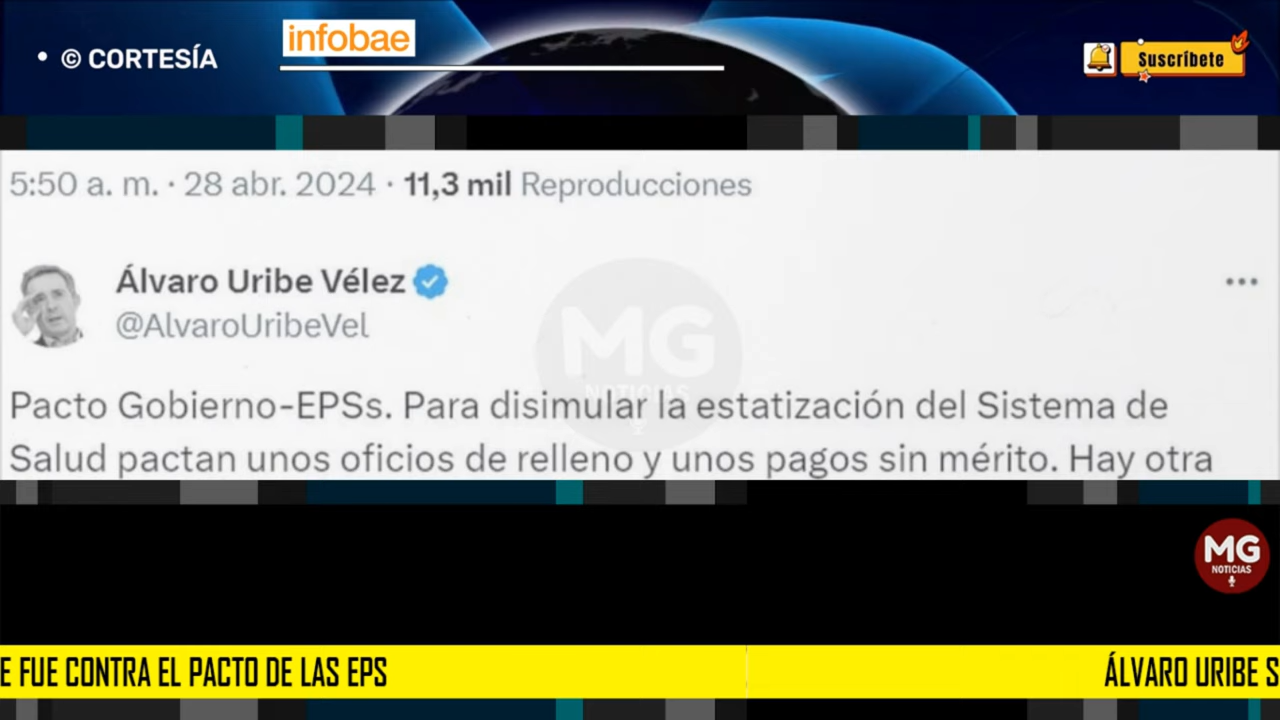 • © CORTESÍA
infobae
Suscríbete
5:50 a. m. · 28 abr. 2024 · 11,3 mil Reproducciones
Álvaro Uribe Vélez
@AlvaroUribeVel
MG
NOTICIAS
Pacto Gobierno-EPSs. Para disimular la estatización del Sistema de
Salud pactan unos oficios de relleno y unos pagos sin mérito. Hay otra
MG
NOTICIAS
E FUE CONTRA EL PACTO DE LAS EPS
ÁLVARO URIBE S